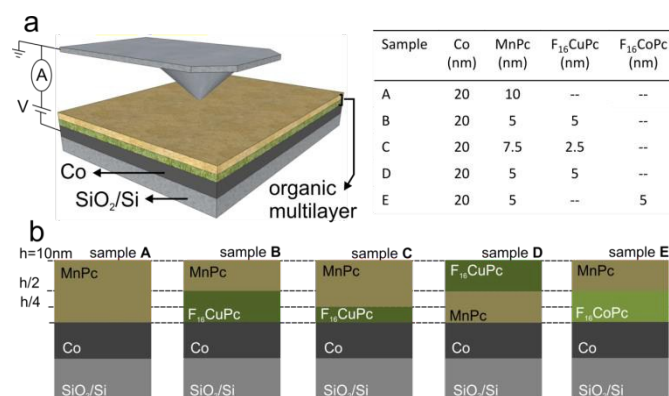 a
A
V
Co
SiO₂/Si
organic
multilayer
Sample Co (nm) MnPc (nm) F₁₆CuPc (nm) F₁₆CoPc (nm)
A 20 10 -- --
B 20 5 5 --
C 20 7.5 2.5 --
D 20 5 5 --
E 20 5 -- 5
b
h=10nm sample A sample B sample C sample D sample E
h/2
h/4
MnPc MnPc MnPc F₁₆CuPc MnPc
F₁₆CuPc F₁₆CuPc MnPc F₁₆CoPc
Co Co Co Co Co
SiO₂/Si SiO₂/Si SiO₂/Si SiO₂/Si SiO₂/Si